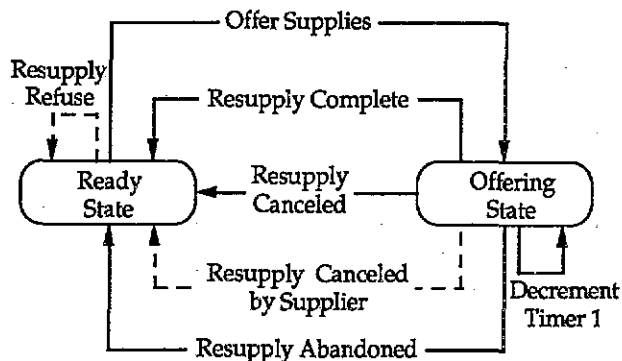 Offer Supplies
Resupply
Refuse
Resupply Complete
Ready
State
Resupply
Canceled
Offering
State
Resupply Canceled
by Supplier
Decrement
Timer 1
Resupply Abandoned